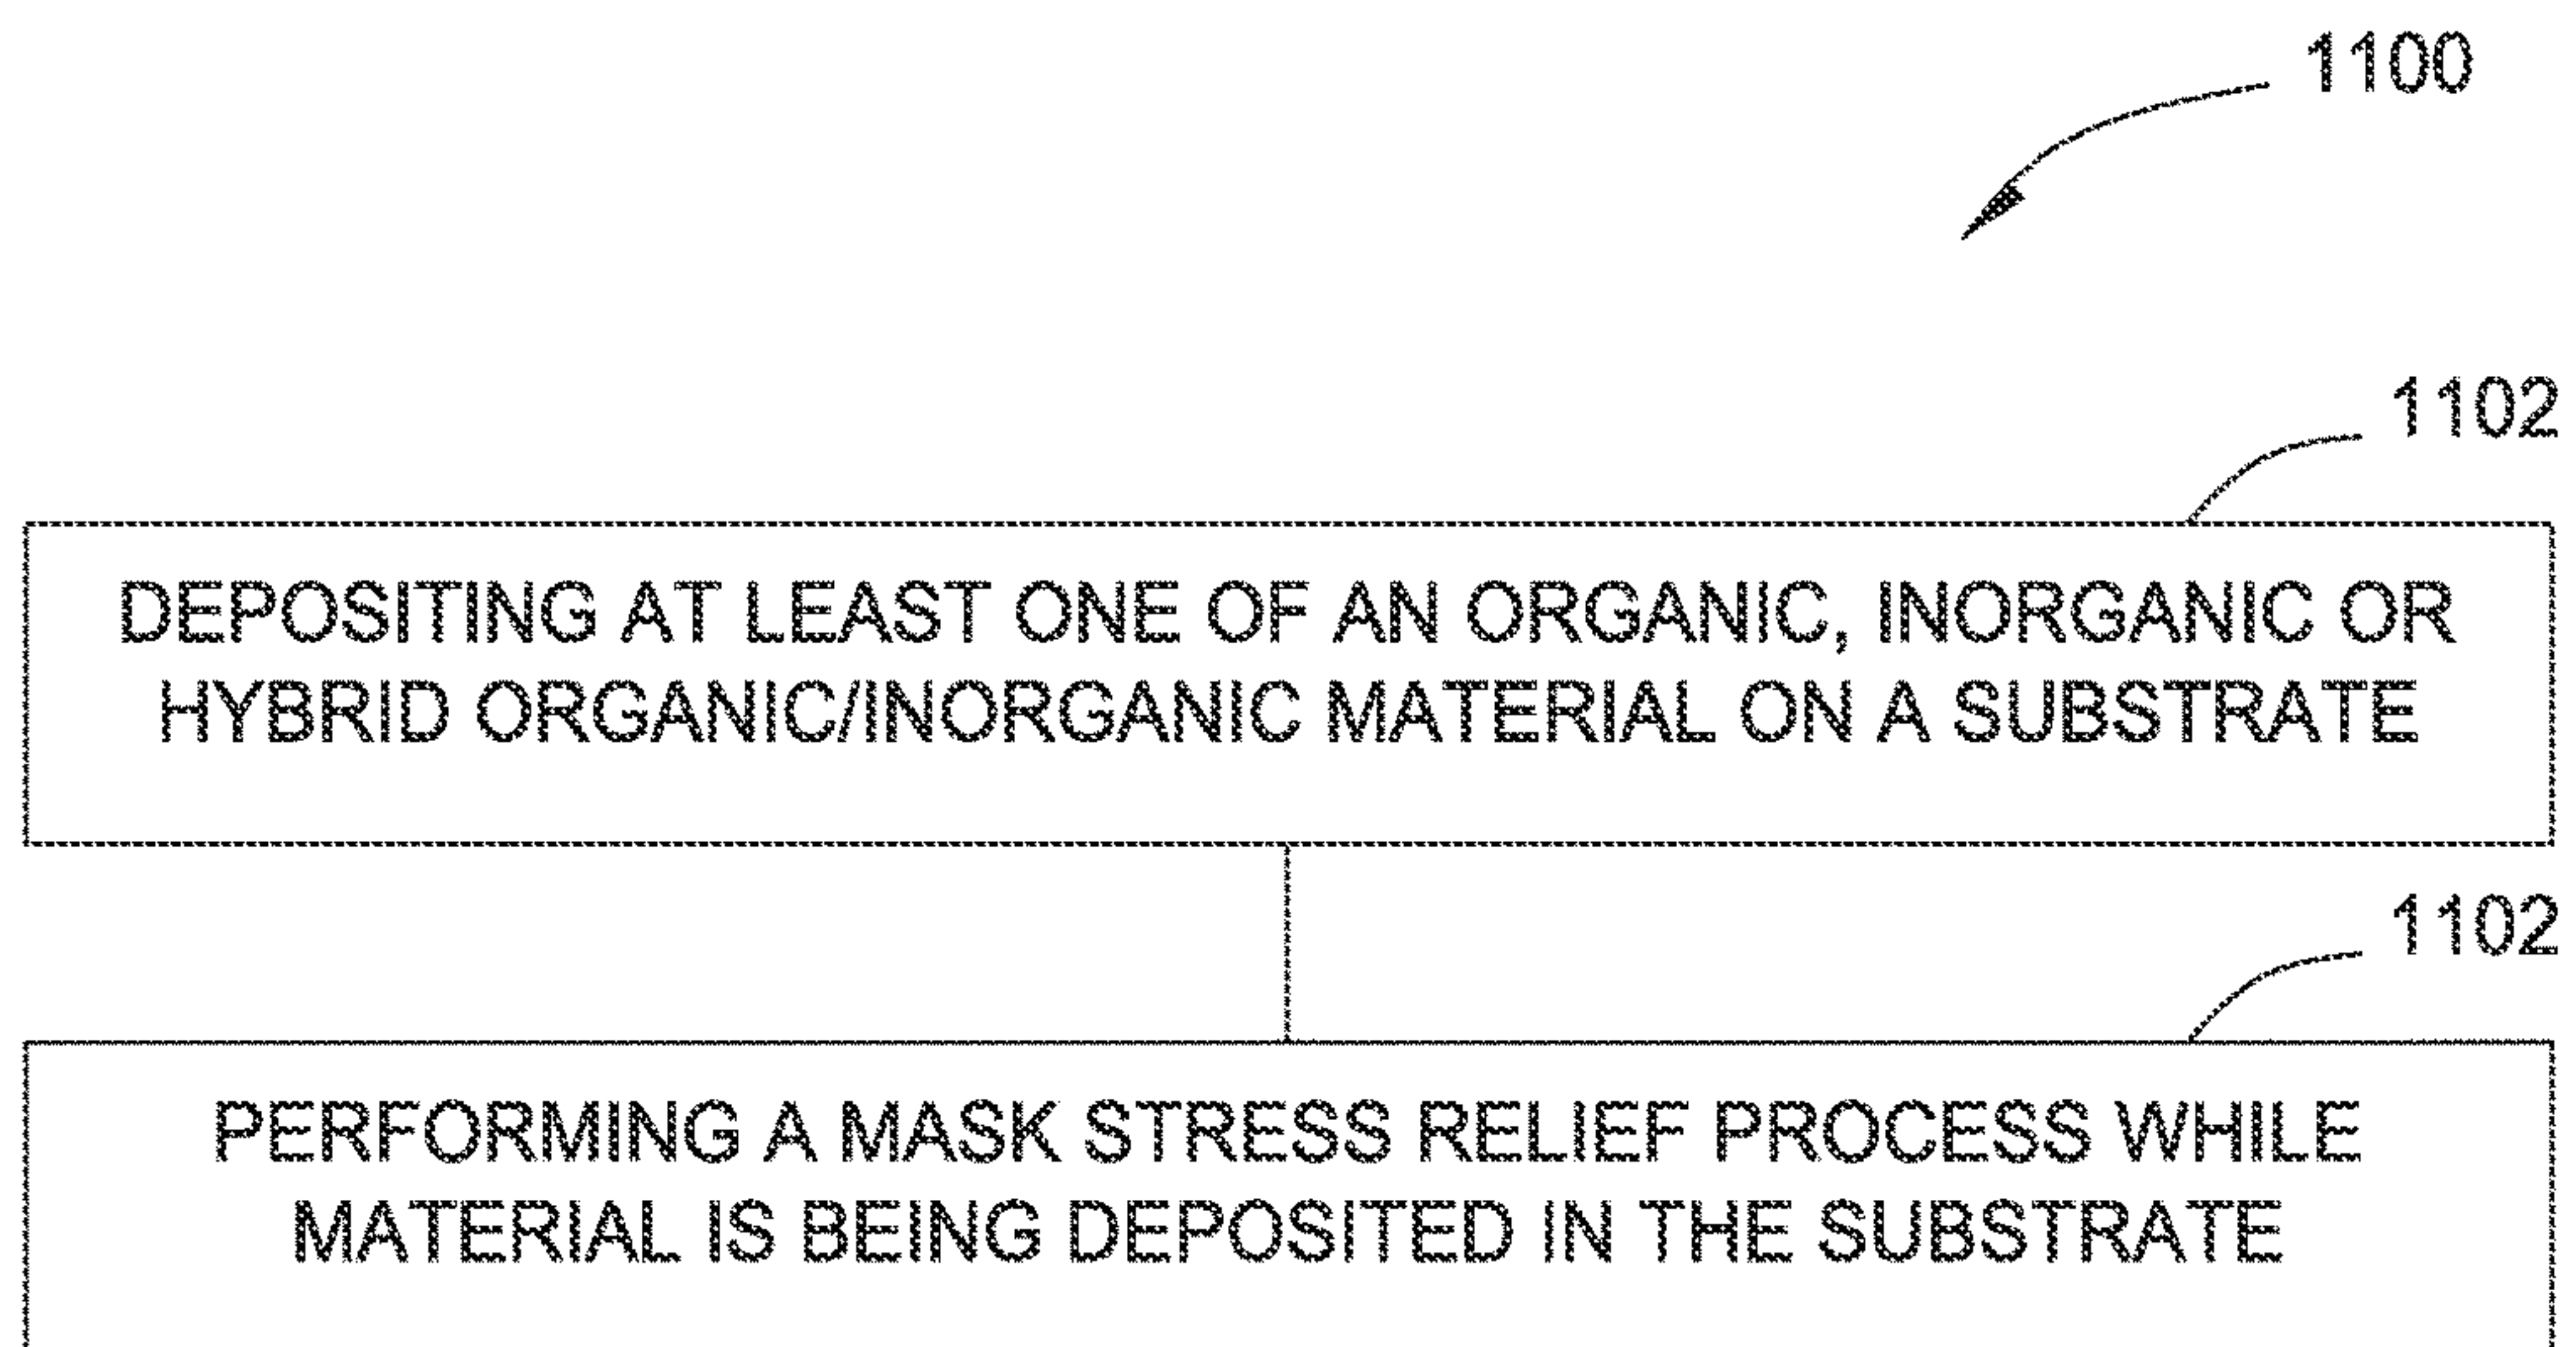 1100
1102
DEPOSITING AT LEAST ONE OF AN ORGANIC, INORGANIC OR
HYBRID ORGANIC/INORGANIC MATERIAL ON A SUBSTRATE
1102
PERFORMING A MASK STRESS RELIEF PROCESS WHILE
MATERIAL IS BEING DEPOSITED IN THE SUBSTRATE